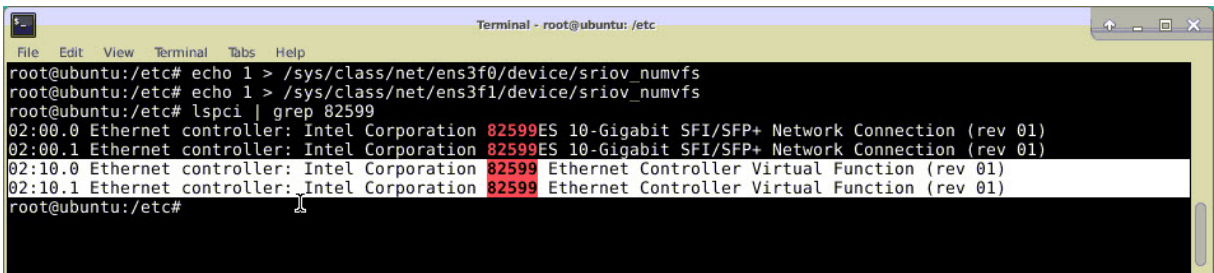 Terminal - root@ubuntu: /etc
File Edit View Terminal Tabs Help
root@ubuntu:/etc# echo 1 > /sys/class/net/ens3f0/device/sriov_numvfs
root@ubuntu:/etc# echo 1 > /sys/class/net/ens3f1/device/sriov_numvfs
root@ubuntu:/etc# lspci | grep 82599
02:00.0 Ethernet controller: Intel Corporation 82599ES 10-Gigabit SFI/SFP+ Network Connection (rev 01)
02:00.1 Ethernet controller: Intel Corporation 82599ES 10-Gigabit SFI/SFP+ Network Connection (rev 01)
02:10.0 Ethernet controller: Intel Corporation 82599 Ethernet Controller Virtual Function (rev 01)
02:10.1 Ethernet controller: Intel Corporation 82599 Ethernet Controller Virtual Function (rev 01)
root@ubuntu:/etc#